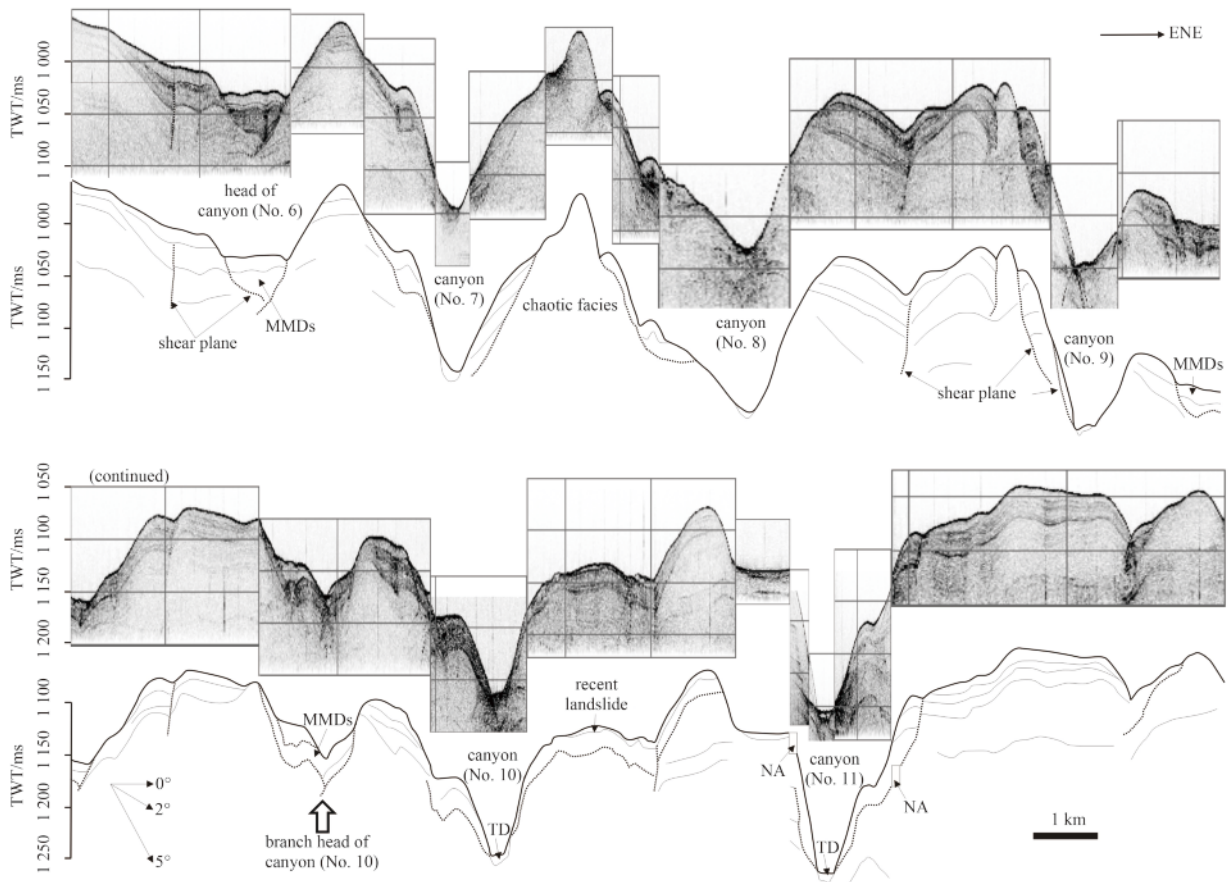 ENE
TWT/ms
1 000
1 050
1 100
head of
canyon (No. 6)
canyon
(No. 7)
TWT/ms
1 000
1 050
1 100
1 150
shear plane
MMDs
chaotic facies
canyon
(No. 8)
canyon
(No. 9)
shear plane
MMDs
(continued)
TWT/ms
1 050
1 100
1 150
1 200
TWT/ms
1 100
1 150
1 200
1 250
0°
2°
5°
MMDs
branch head of
canyon (No. 10)
canyon
(No. 10)
TD
recent
landslide
NA
canyon
(No. 11)
TD
NA
1 km